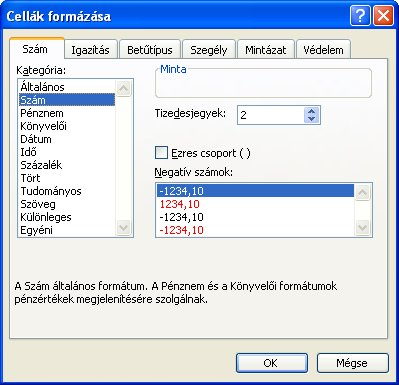 Cellák formázása
Szám Igazítás Betűtípus Szegély Mintázat Védelem
Kategória:
Általános
Szám
Pénznem
Könyvelői
Dátum
Idő
Százalék
Tört
Tudományos
Szöveg
Különleges
Egyéni
Minta
Tizedesjegyek: 2
Ezres csoport ( )
Negatív számok:
-1234,10
1234,10
-1234,10
-1234,10
A Szám általános formátum. A Pénznem és a Könyvelői formátumok
pénzértékek megjelenítésére szolgálnak.
OK Mégse